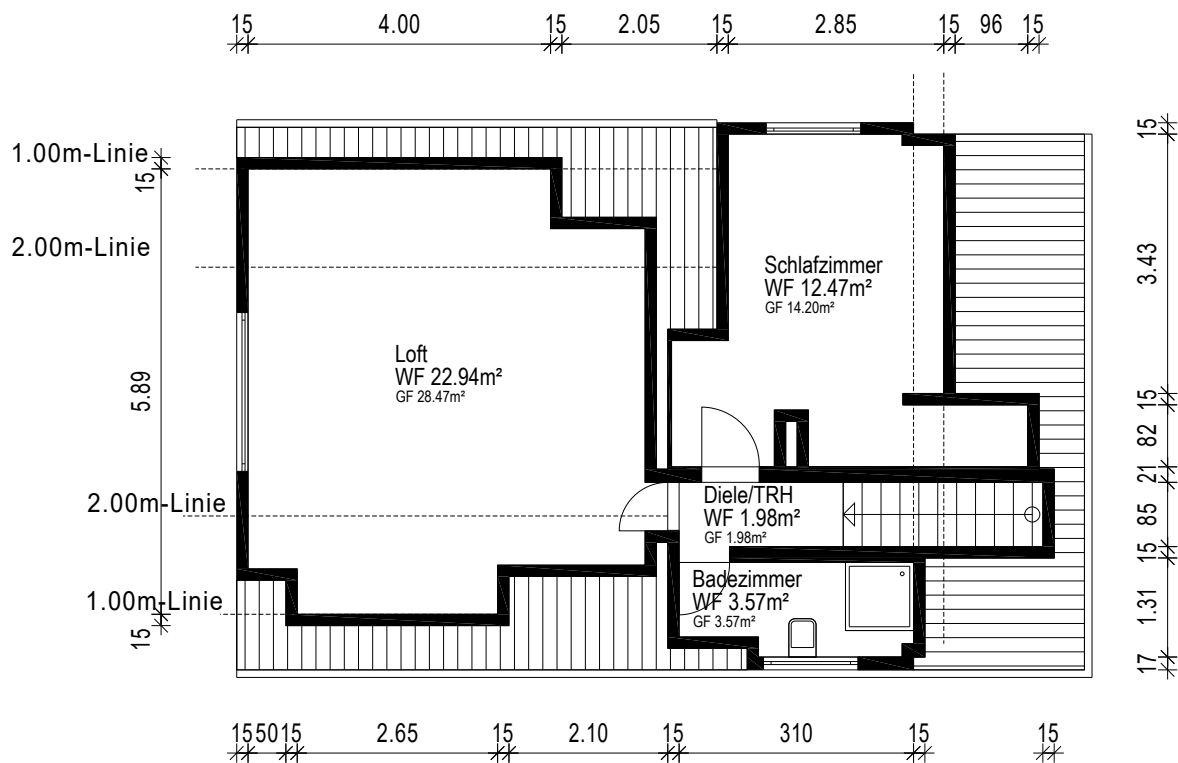 15 4.00 15 2.05 15 2.85 15 96 15
1.00m-Linie
15
15
2.00m-Linie
Schlafzimmer
WF 12.47m²
GF 14.20m²
3.43
Loft
WF 22.94m²
GF 28.47m²
5.89
15
82
21
2.00m-Linie
Diele/TRH
WF 1.98m²
GF 1.98m²
85
15
Badezimmer
WF 3.57m²
GF 3.57m²
1.00m-Linie
15
1.31
17
15 50 15 2.65 15 2.10 15 310 15 15